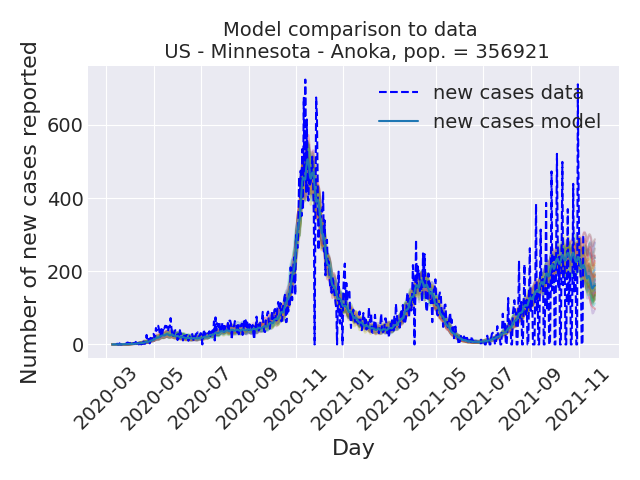 Model comparison to data
US - Minnesota - Anoka, pop. = 356921
new cases data
new cases model
Number of new cases reported
600
400
200
0
2020-03
2020-05
2020-07
2020-09
2020-11
2021-01
2021-03
2021-05
2021-07
2021-09
2021-11
Day